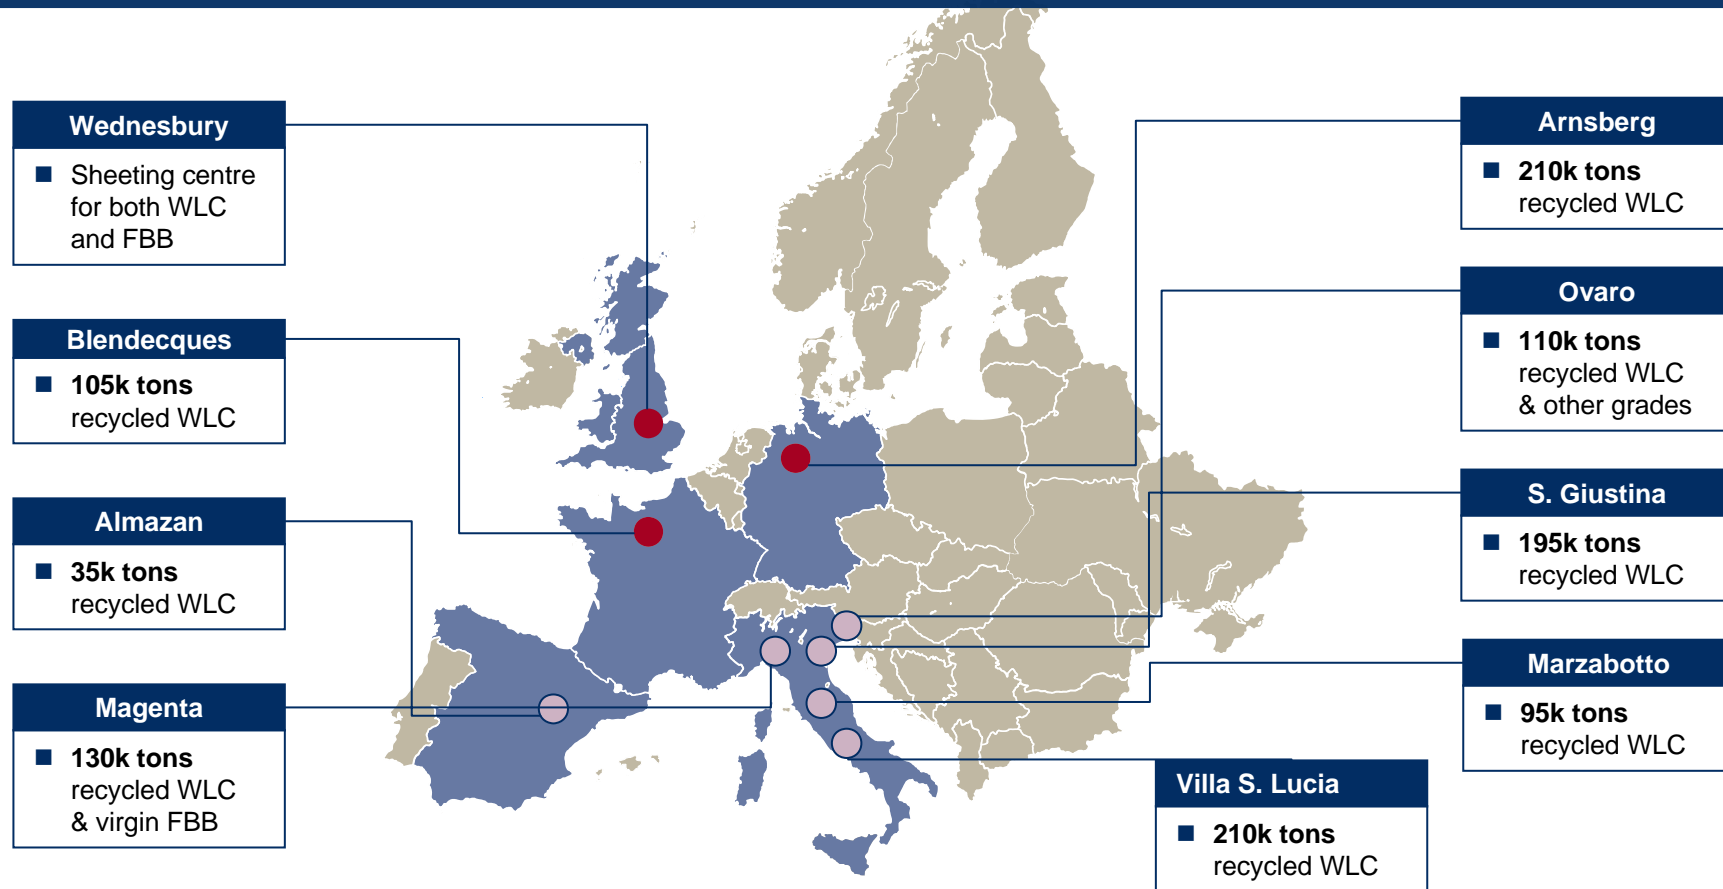 Wednesbury
■ Sheeting centre
for both WLC
and FBB
Blendecques
■ 105k tons
recycled WLC
Almazan
■ 35k tons
recycled WLC
Magenta
■ 130k tons
recycled WLC
& virgin FBB
Arnsberg
■ 210k tons
recycled WLC
Ovaro
■ 110k tons
recycled WLC
& other grades
S. Giustina
■ 195k tons
recycled WLC
Marzabotto
■ 95k tons
recycled WLC
Villa S. Lucia
■ 210k tons
recycled WLC